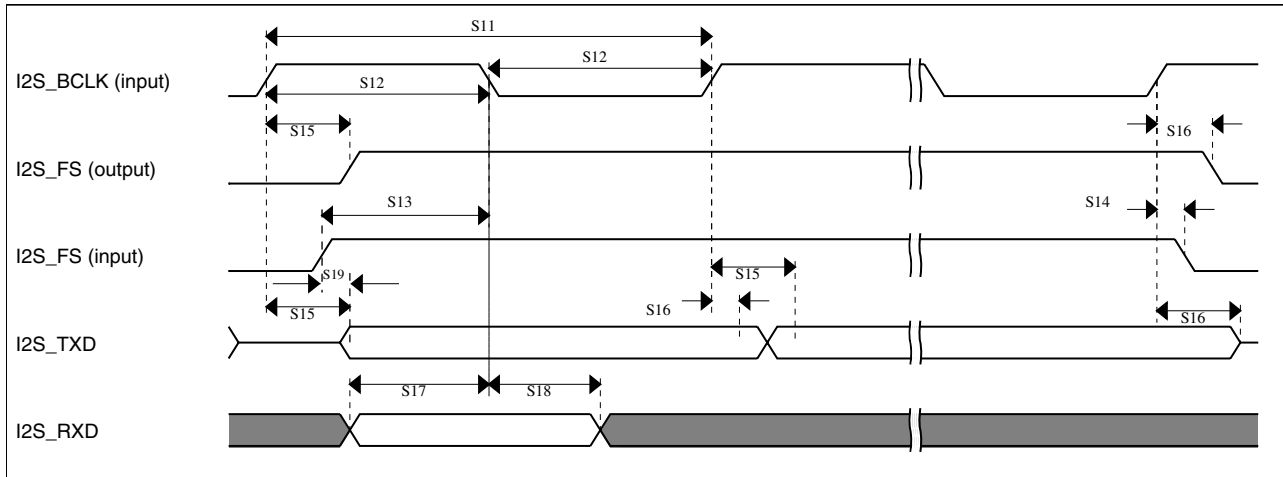 S11
I2S_BCLK (input)
S12
S12
S15
S16
I2S_FS (output)
S13
S14
I2S_FS (input)
S19
S15
S15
S16
S16
I2S_TXD
S17
S18
I2S_RXD